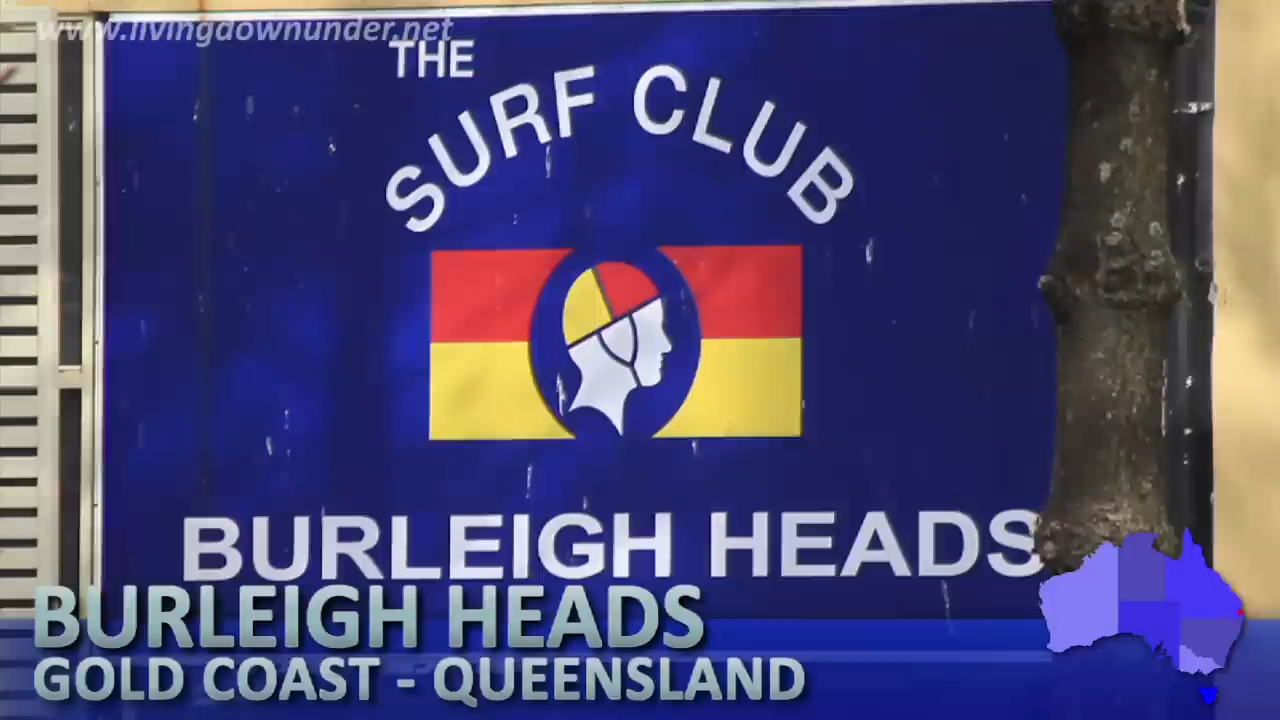 www.livingdownunder.net
THE
SURF CLUB
BURLEIGH HEADS
BURLEIGH HEADS
GOLD COAST - QUEENSLAND